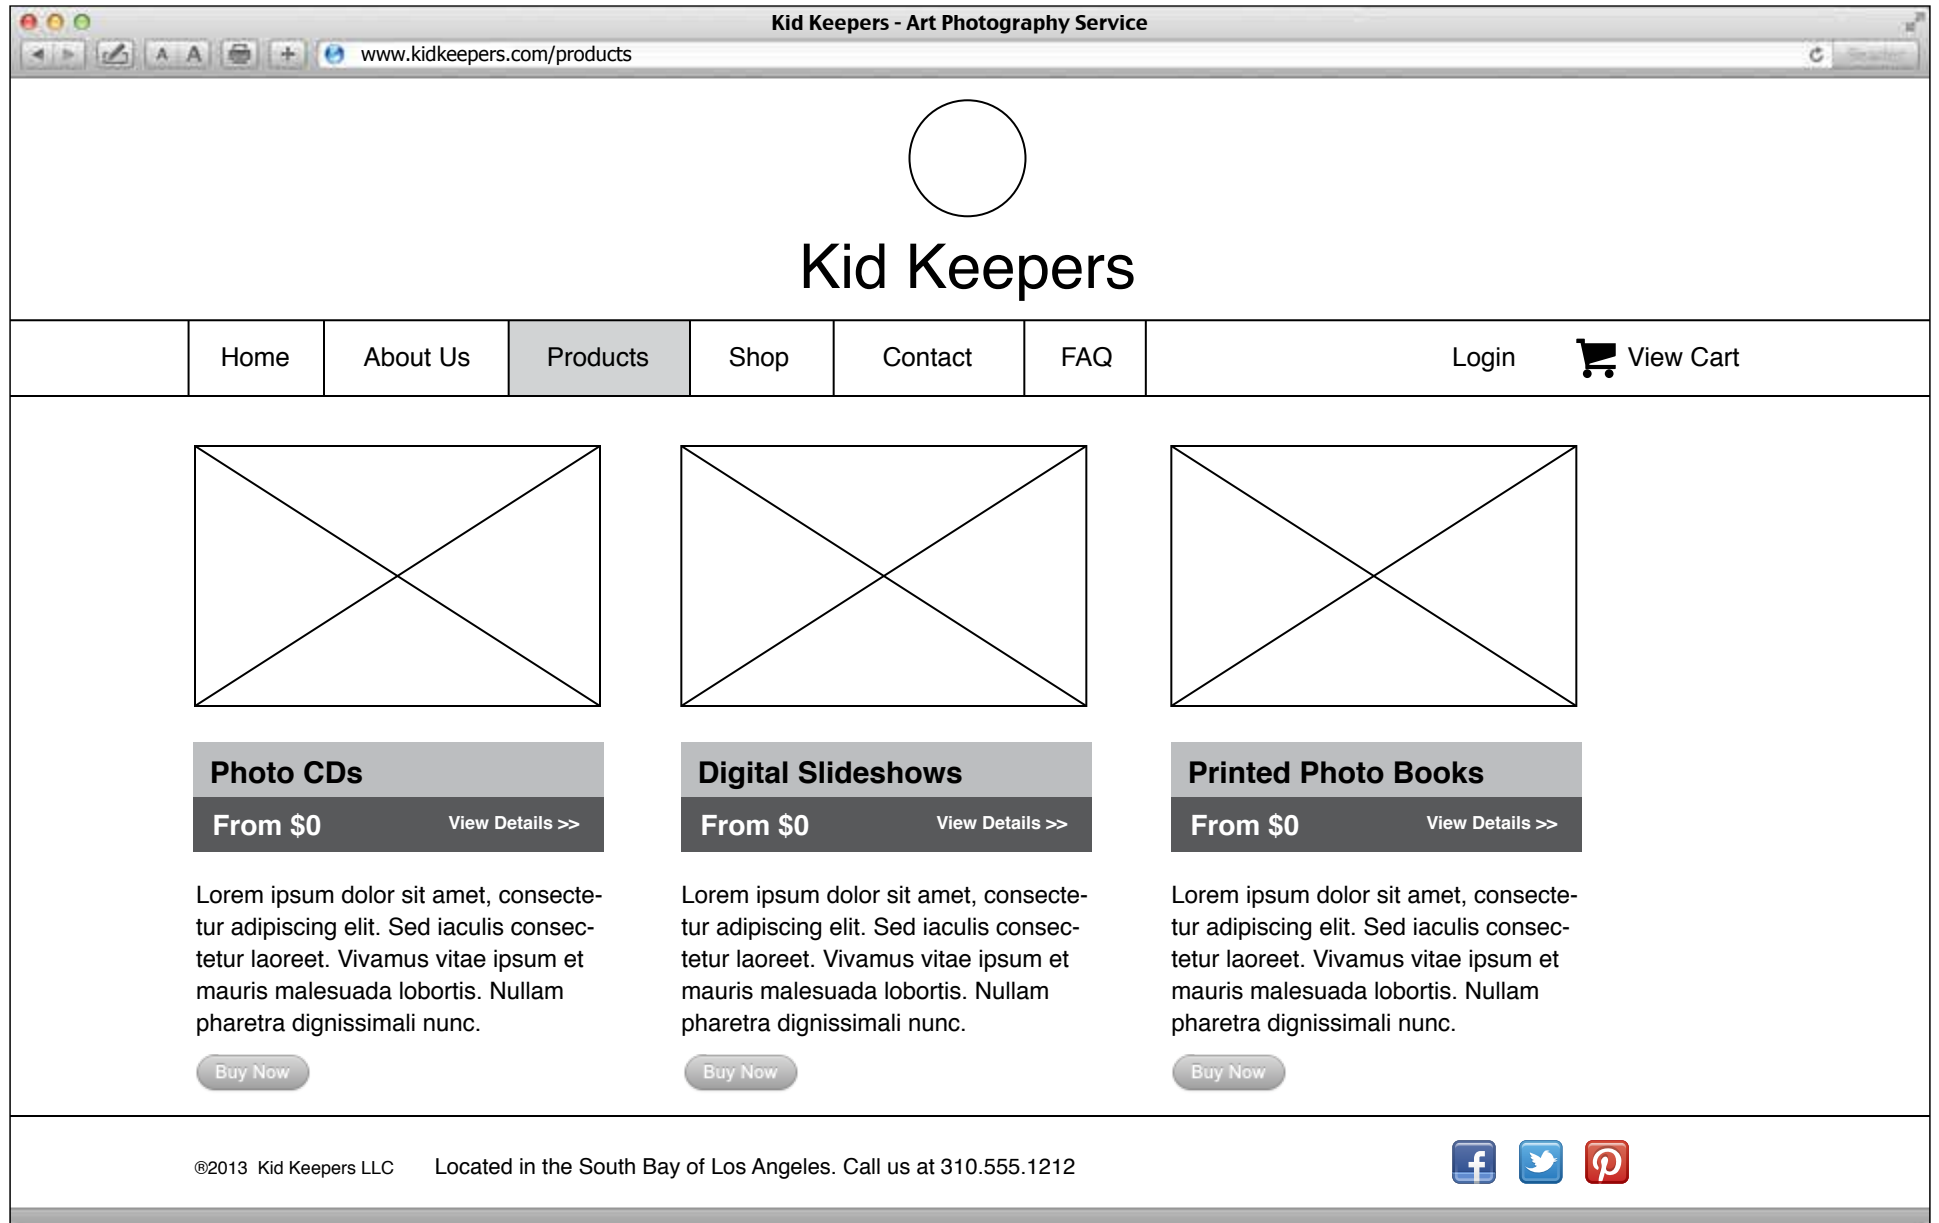 Kid Keepers - Art Photography Service
A A + www.kidkeepers.com/products
Kid Keepers
Home About Us Products Shop Contact FAQ Login View Cart
Photo CDs
From $0 View Details >>
Lorem ipsum dolor sit amet, consecte-
tur adipiscing elit. Sed iaculis consec-
tetur laoreet. Vivamus vitae ipsum et
mauris malesuada lobortis. Nullam
pharetra dignissimali nunc.
Buy Now
Digital Slideshows
From $0 View Details >>
Lorem ipsum dolor sit amet, consecte-
tur adipiscing elit. Sed iaculis consec-
tetur laoreet. Vivamus vitae ipsum et
mauris malesuada lobortis. Nullam
pharetra dignissimali nunc.
Buy Now
Printed Photo Books
From $0 View Details >>
Lorem ipsum dolor sit amet, consecte-
tur adipiscing elit. Sed iaculis consec-
tetur laoreet. Vivamus vitae ipsum et
mauris malesuada lobortis. Nullam
pharetra dignissimali nunc.
Buy Now
®2013 Kid Keepers LLC Located in the South Bay of Los Angeles. Call us at 310.555.1212